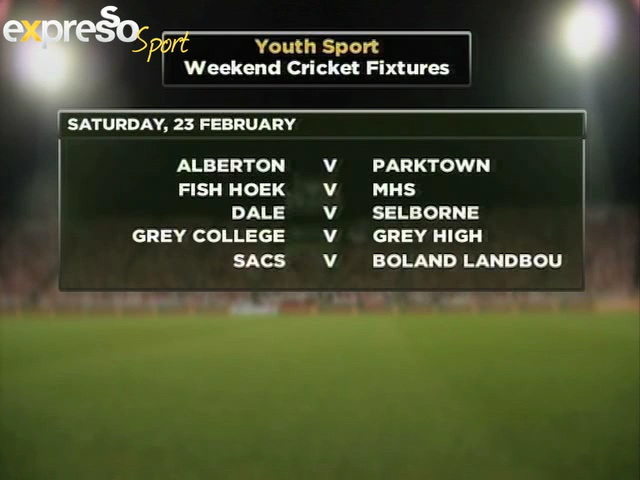 expresso Sport
Youth Sport
Weekend Cricket Fixtures
SATURDAY, 23 FEBRUARY
ALBERTON V PARKTOWN
FISH HOEK V MHS
DALE V SELBORNE
GREY COLLEGE V GREY HIGH
SACS V BOLAND LANDBOU